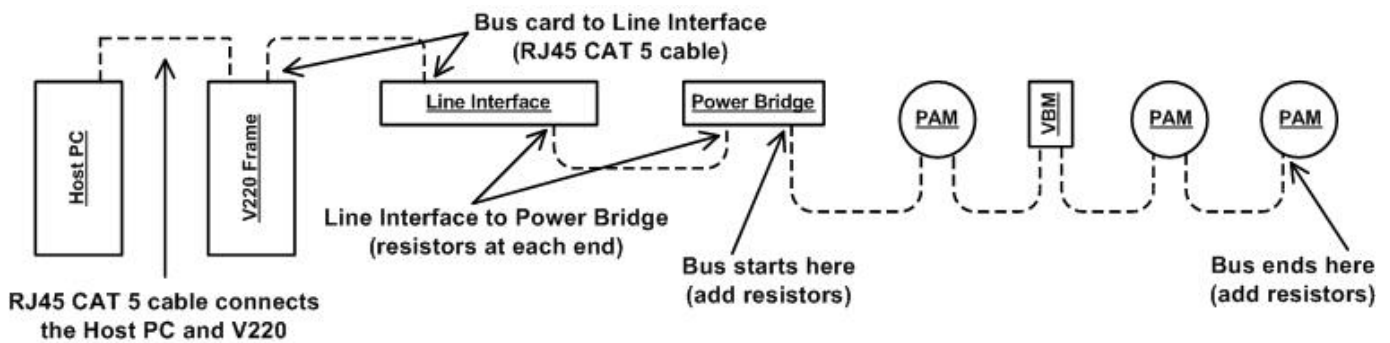 Bus card to Line Interface
(RJ45 CAT 5 cable)
Host PC
V220 Frame
Line Interface
Power Bridge
PAM
VBM
PAM
PAM
Line Interface to Power Bridge
(resistors at each end)
Bus starts here
(add resistors)
Bus ends here
(add resistors)
RJ45 CAT 5 cable connects
the Host PC and V220